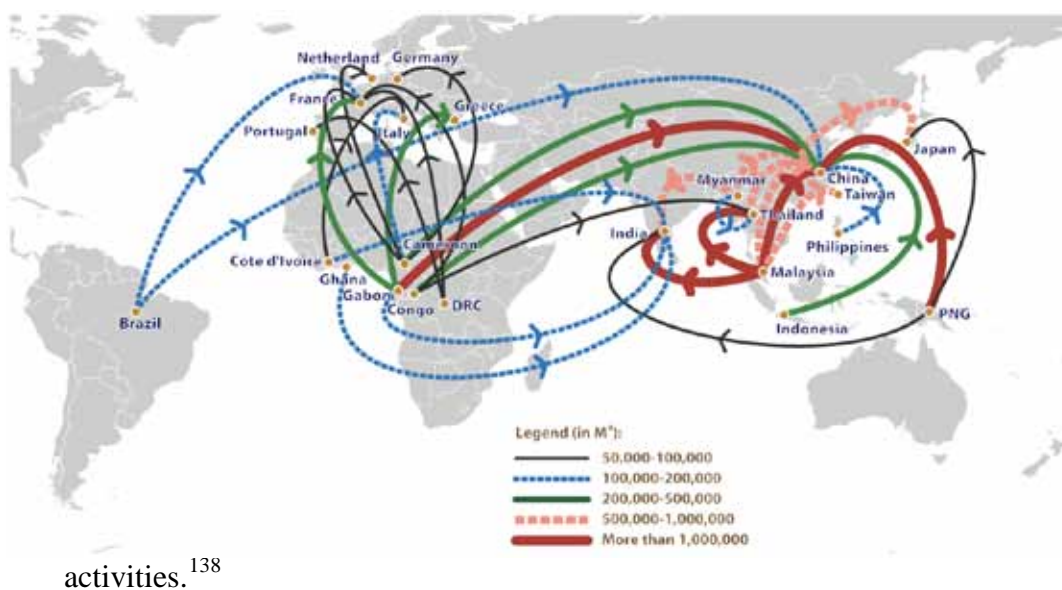 Netherland Germany
France
Greece
Portugal
Italy
Japan
China
Myanmar
Taiwan
Thailand
India
Philippines
Cameroon
Cote d'Ivoire
Ghana
Gabon
Malaysia
Congo
DRC
PNG
Brazil
Indonesia
Legend (in M³):
50,000-100,000
100,000-200,000
200,000-500,000
500,000-1,000,000
More than 1,000,000
activities.¹³⁸